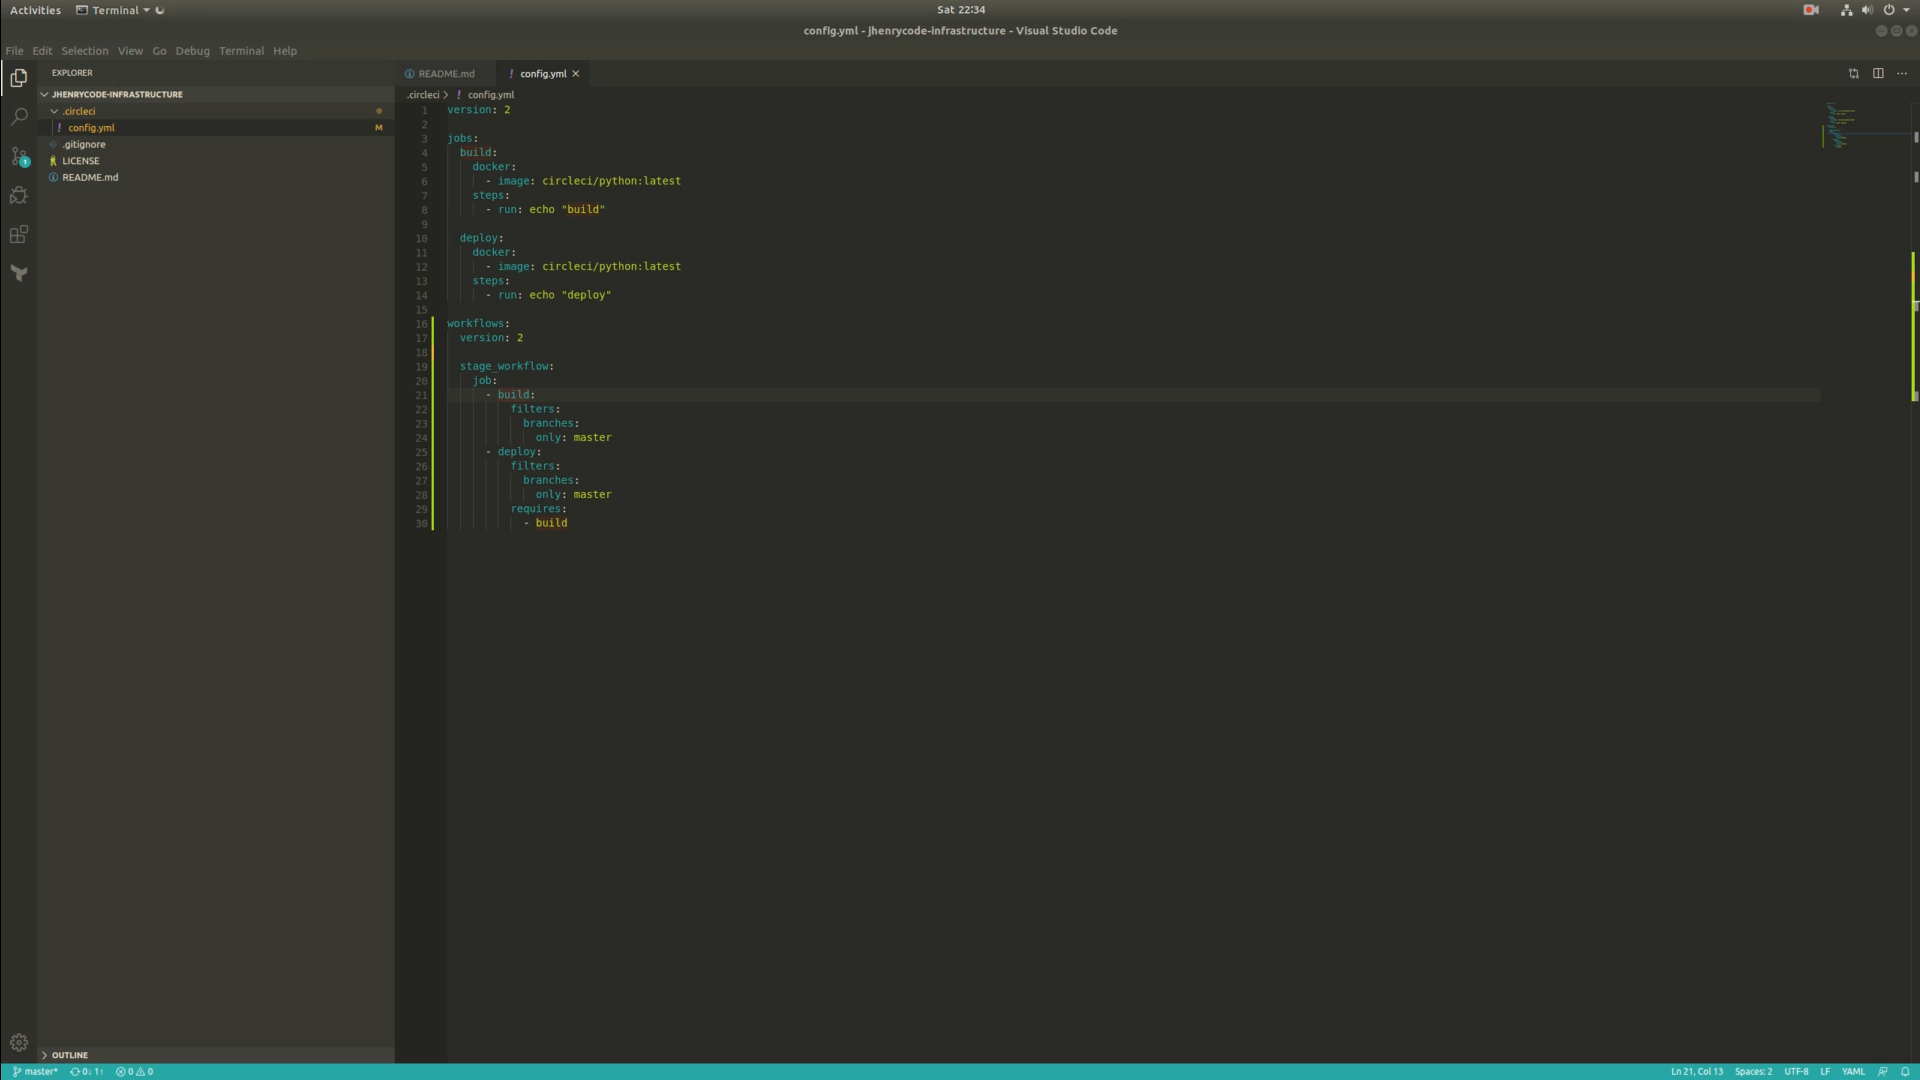 Activities Terminal Sat 22:34
config.yml - jhenrycode-infrastructure - Visual Studio Code
File Edit Selection View Go Debug Terminal Help
EXPLORER
JHENRYCODE-INFRASTRUCTURE
.circleci
! config.yml M
.gitignore
LICENSE
README.md
1
OUTLINE
README.md ! config.yml ×
.circleci > ! config.yml
1 version: 2
2
3 jobs:
4 build:
5 docker:
6 - image: circleci/python:latest
7 steps:
8 - run: echo "build"
9
10 deploy:
11 docker:
12 - image: circleci/python:latest
13 steps:
14 - run: echo "deploy"
15
16 workflows:
17 version: 2
18
19 stage_workflow:
20 job:
21 - build:
22 filters:
23 branches:
24 only: master
25 - deploy:
26 filters:
27 branches:
28 only: master
29 requires:
30 - build
master* 0↓ 1↑ 0 0 Ln 21, Col 13 Spaces: 2 UTF-8 LF YAML